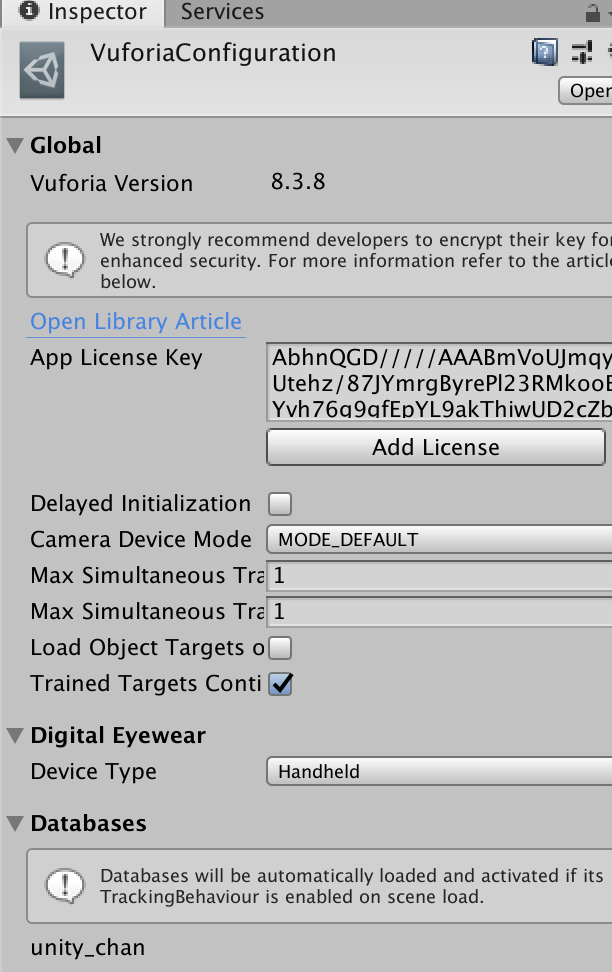 Inspector Services
VuforiaConfiguration
Open
Global
Vuforia Version 8.3.8
We strongly recommend developers to encrypt their key for
enhanced security. For more information refer to the article
below.
Open Library Article
App License Key AbhnQGD/////AAABmVoUJmqy
Utehz/87JYmrgByrePl23RMkooE
Yvh76q9qfEpYL9akThiwUD2cZb
Add License
Delayed Initialization
Camera Device Mode MODE_DEFAULT
Max Simultaneous Tra 1
Max Simultaneous Tra 1
Load Object Targets o
Trained Targets Conti
Digital Eyewear
Device Type Handheld
Databases
Databases will be automatically loaded and activated if its
TrackingBehaviour is enabled on scene load.
unity_chan